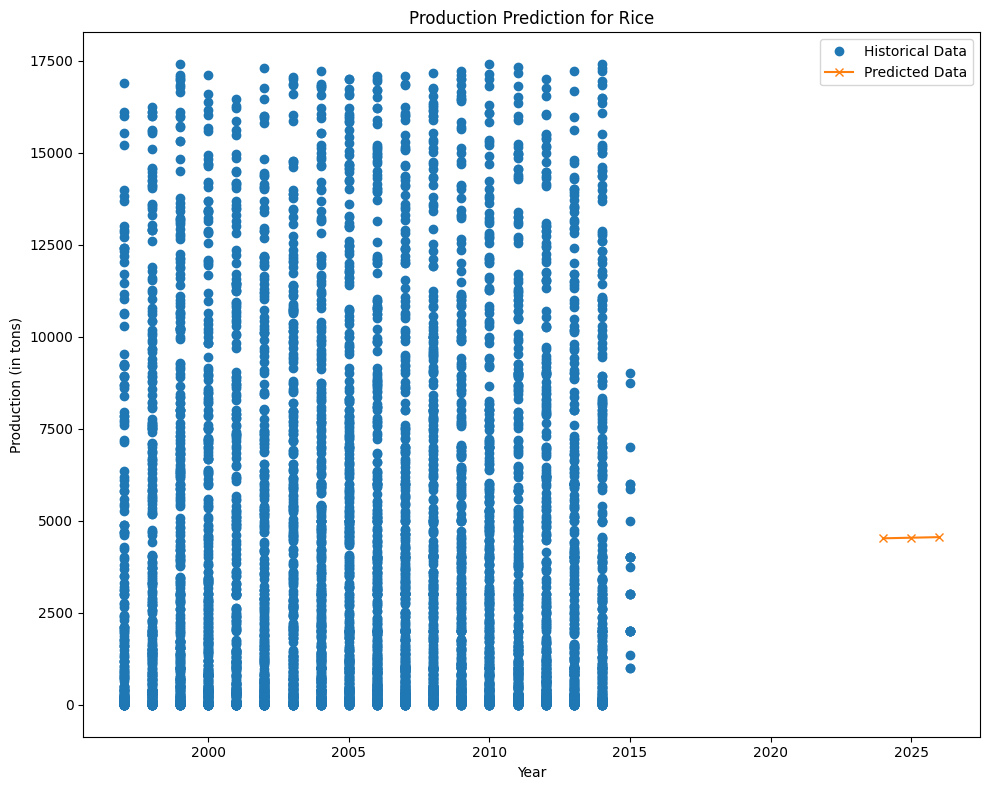 Production Prediction for Rice
Historical Data
Predicted Data
17500
15000
12500
10000
7500
5000
2500
0
Production (in tons)
2000
2005
2010
2015
2020
2025
Year